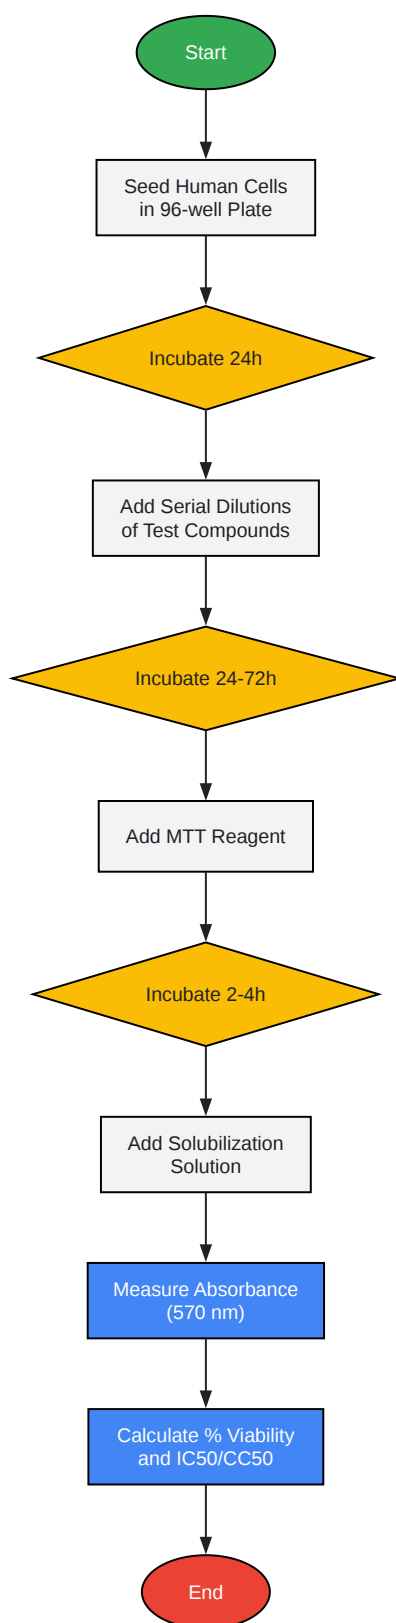 Start
Seed Human Cells
in 96-well Plate
Incubate 24h
Add Serial Dilutions
of Test Compounds
Incubate 24-72h
Add MTT Reagent
Incubate 2-4h
Add Solubilization
Solution
Measure Absorbance
(570 nm)
Calculate % Viability
and IC50/CC50
End